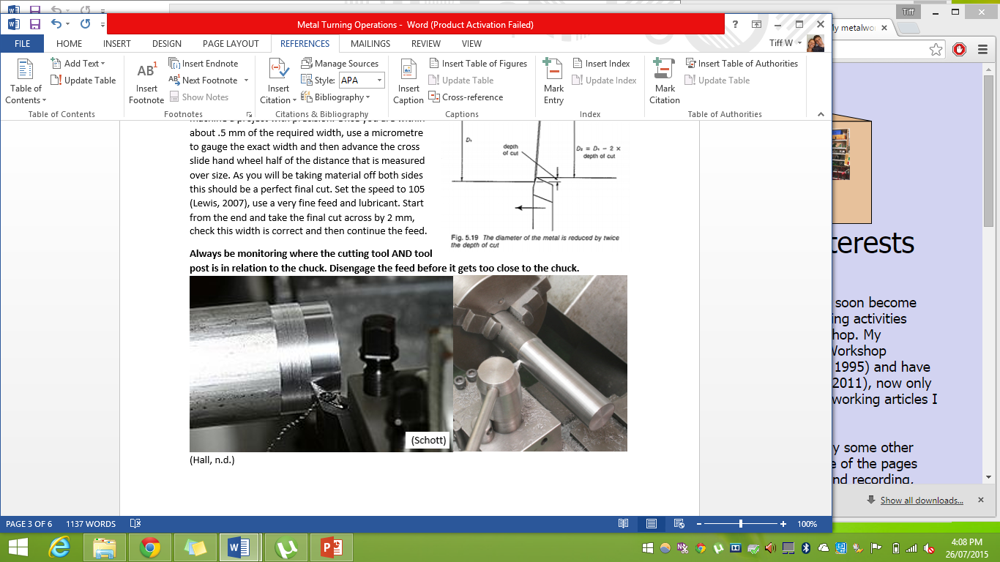 Tiff
Metal Turning Operations - Word (Product Activation Failed)
My metalwo
FILE HOME INSERT DESIGN PAGE LAYOUT REFERENCES MAILINGS REVIEW VIEW Tiff W
Table of Contents
Add Text
Update Table
Table of Contents
AB1
Insert Footnote
Insert Endnote
AB1 Next Footnote
Show Notes
Footnotes
Insert Citation
Manage Sources
Style: APA
Bibliography
Citations & Bibliography
Insert Caption
Insert Table of Figures
Update Table
Cross-reference
Captions
Mark Entry
Insert Index
Update Index
Index
Mark Citation
Insert Table of Authorities
Update Table
Table of Authorities
about .5 mm of the required width, use a micrometre
to gauge the exact width and then advance the cross
slide hand wheel half of the distance that is measured
over size. As you will be taking material off both sides
this should be a perfect final cut. Set the speed to 105
(Lewis, 2007), use a very fine feed and lubricant. Start
from the end and take the final cut across by 2 mm,
check this width is correct and then continue the feed.
D₁
depth
of cut
D₂ = D₁ - 2 ×
depth of cut
Fig. 5.19 The diameter of the metal is reduced by twice
the depth of cut
Always be monitoring where the cutting tool AND tool
post is in relation to the chuck. Disengage the feed before it gets too close to the chuck.
(Schott)
(Hall, n.d.)
terests
soon become
ing activities
hop. My
Workshop
1995) and have
2011), now only
working articles I
y some other
e of the pages
nd recording,
Show all downloads...
PAGE 3 OF 6 1137 WORDS
100%
4:08 PM
26/07/2015